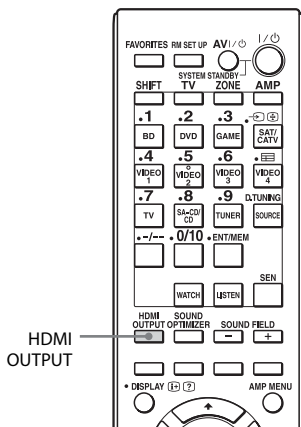 FAVORITES RM SET UP AV I/⏻ I/⏻
SYSTEM STANDBY
SHIFT TV ZONE AMP
.1 .2 .3
BD DVD GAME SAT/CATV
.4 .5 .6
VIDEO 1 VIDEO 2 VIDEO 3 VIDEO 4
.7 .8 .9 D.TUNING
TV SA-CD/CD TUNER SOURCE
.-/-- .0/10 .ENT/MEM
SEN
WATCH LISTEN
HDMI OUTPUT SOUND OPTIMIZER SOUND FIELD
− +
HDMI OUTPUT
DISPLAY AMP MENU